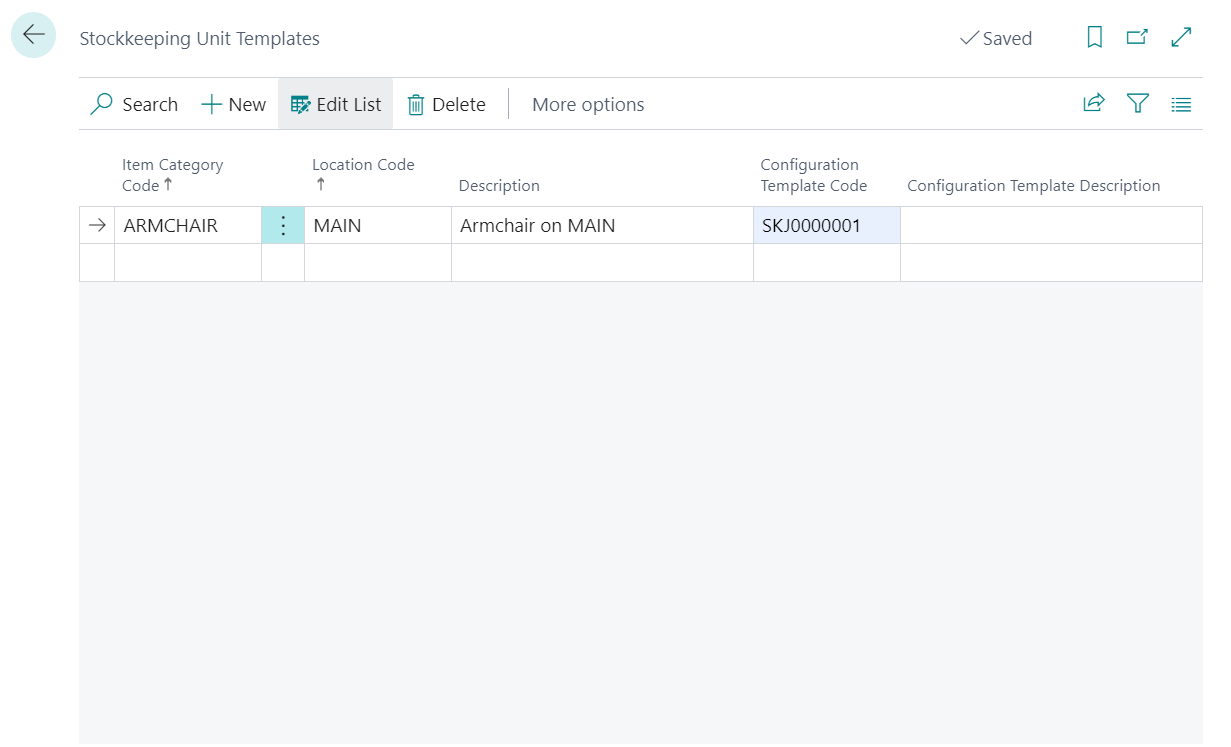 Stockkeeping Unit Templates
Saved
Search New Edit List Delete More options
Item Category
Code
Location Code
Description
Configuration
Template Code
Configuration Template Description
ARMCHAIR MAIN Armchair on MAIN SKJ0000001